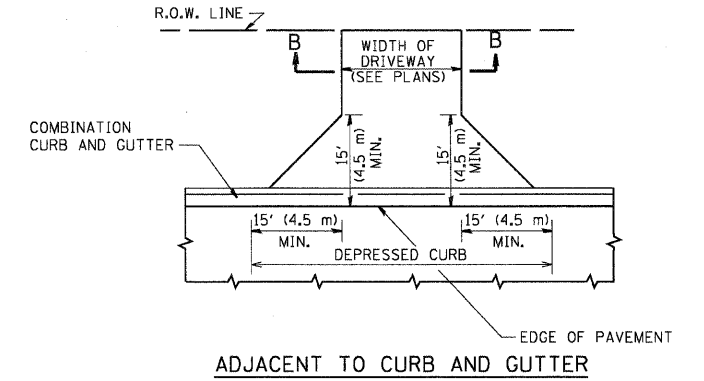 R.O.W. LINE
B
B
WIDTH OF
DRIVEWAY
(SEE PLANS)
COMBINATION
CURB AND GUTTER
15'
(4.5 m)
MIN.
15'
(4.5 m)
MIN.
15' (4.5 m)
MIN.
15' (4.5 m)
MIN.
DEPRESSED CURB
EDGE OF PAVEMENT
ADJACENT TO CURB AND GUTTER